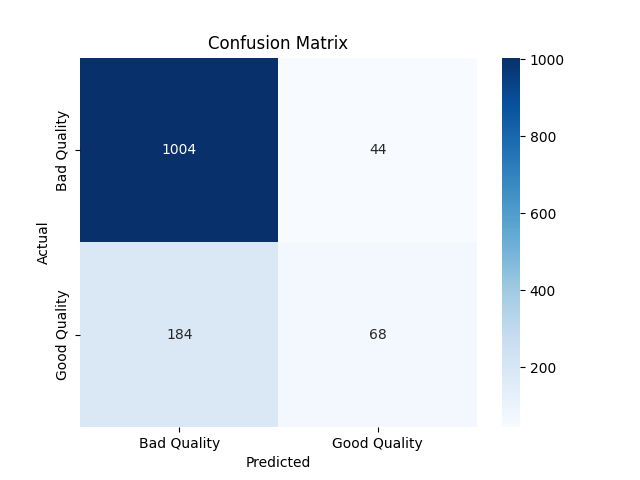 Confusion Matrix
Actual
Bad Quality
Good Quality
1004
44
184
68
Bad Quality
Good Quality
Predicted
1000
800
600
400
200